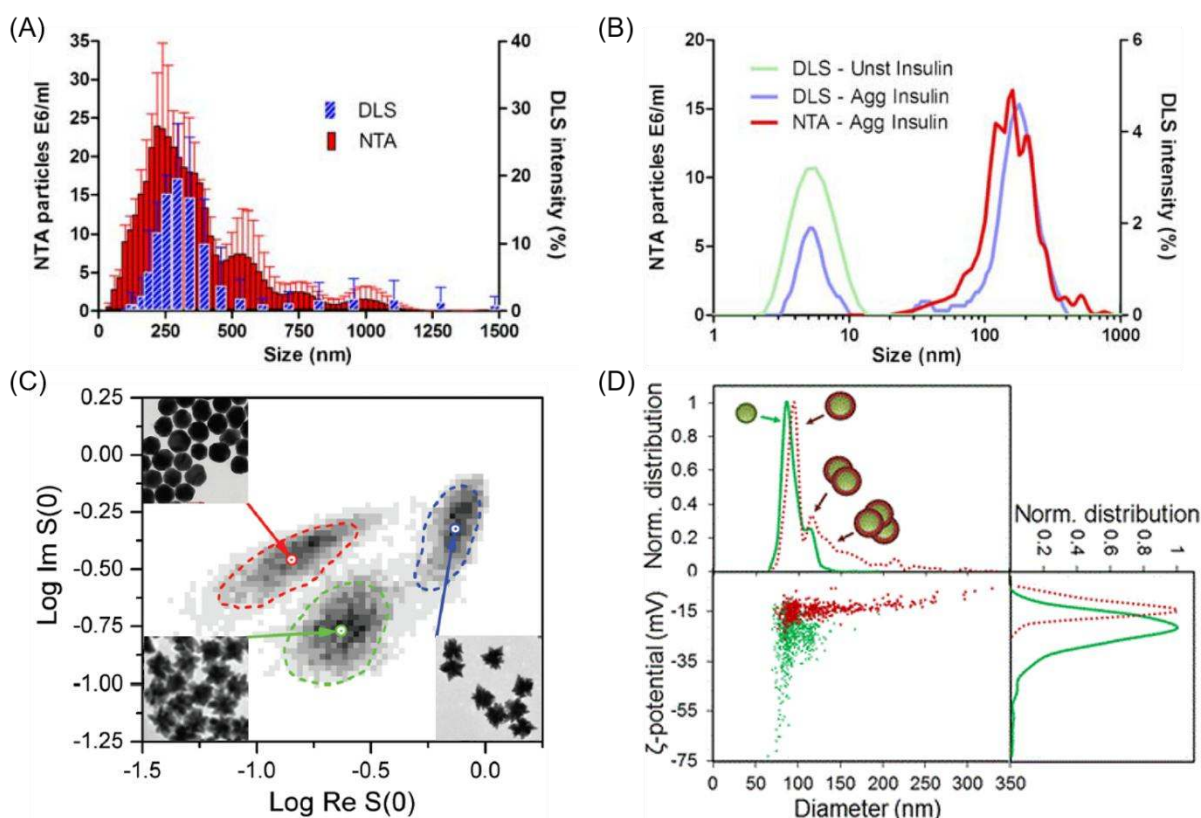 (A)
35
30
25
20
15
10
5
0
NTA particles E6/ml
40
30
20
10
0
DLS intensity (%)
DLS
NTA
0 250 500 750 1000 1250 1500
Size (nm)
(B)
20
15
10
5
0
NTA particles E6/ml
6
4
2
0
DLS intensity (%)
DLS - Unst Insulin
DLS - Agg Insulin
NTA - Agg Insulin
1 10 100 1000
Size (nm)
(C)
0.25
0.00
-0.25
-0.50
-0.75
-1.00
-1.25
Log Im S(0)
-1.5 -1.0 -0.5 0.0
Log Re S(0)
(D)
1
0.8
0.6
0.4
0.2
0
Norm. distribution
Norm. distribution
0.2 0.4 0.6 0.8 1
-15
-35
-55
-75
ζ-potential (mV)
0 50 100 150 200 250 300 350
Diameter (nm)